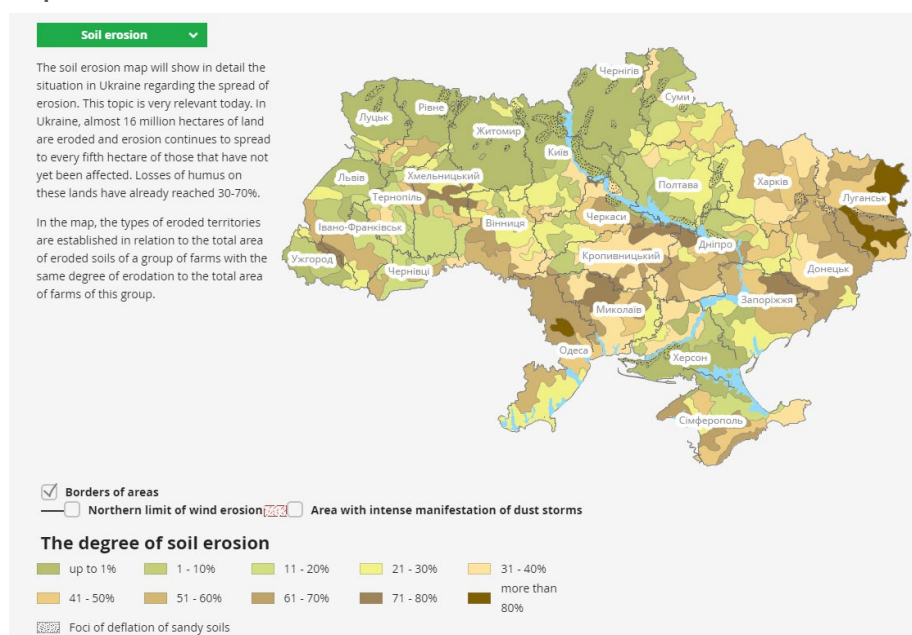 Soil erosion
The soil erosion map will show in detail the
situation in Ukraine regarding the spread of
erosion. This topic is very relevant today. In
Ukraine, almost 16 million hectares of land
are eroded and erosion continues to spread
to every fifth hectare of those that have not
yet been affected. Losses of humus on
these lands have already reached 30-70%.
In the map, the types of eroded territories
are established in relation to the total area
of eroded soils of a group of farms with the
same degree of erodation to the total area
of farms of this group.
Чернігів
Суми
Рівне
Луцьк
Житомир
Київ
Львів
Хмельницький
Тернопіль
Полтава
Харків
Луганськ
Черкаси
Вінниця
Івано-Франківськ
Дніпро
Кропивницький
Ужгород
Чернівці
Донецьк
Запоріжжя
Миколаїв
Одеса
Херсон
Сімферополь
Borders of areas
Northern limit of wind erosion Area with intense manifestation of dust storms
The degree of soil erosion
up to 1% 1 - 10% 11 - 20% 21 - 30% 31 - 40%
41 - 50% 51 - 60% 61 - 70% 71 - 80% more than
80%
Foci of deflation of sandy soils